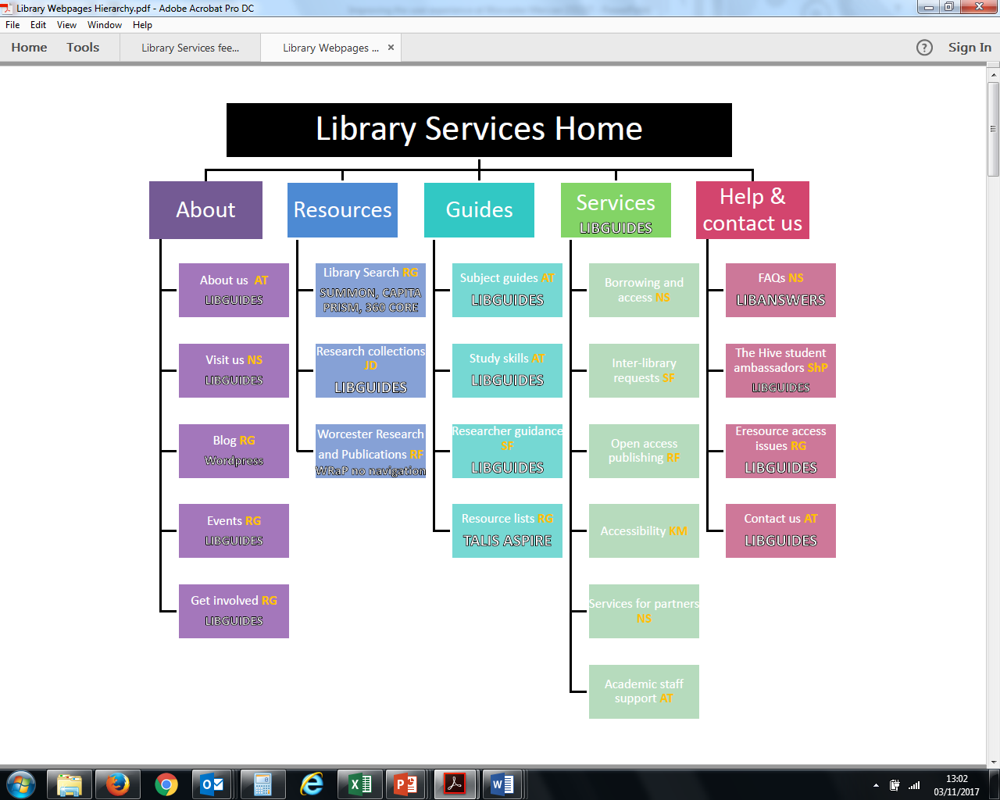 Library Webpages Hierarchy.pdf - Adobe Acrobat Pro DC
File Edit View Window Help
Home Tools Library Services fee... Library Webpages ... × ? Sign In
Library Services Home
About
Resources
Guides
Services
LIBGUIDES
Help &
contact us
About us AT
LIBGUIDES
Visit us NS
LIBGUIDES
Blog RG
Wordpress
Events RG
LIBGUIDES
Get involved RG
LIBGUIDES
Library Search RG
SUMMON, CAPITA
PRISM, 360 CORE
Research collections
JD
LIBGUIDES
Worcester Research
and Publications RF
WRaP no navigation
Subject guides AT
LIBGUIDES
Study skills AT
LIBGUIDES
Researcher guidance
SF
LIBGUIDES
Resource lists RG
TALIS ASPIRE
Borrowing and
access NS
Inter-library
requests SF
Open access
publishing RF
Accessibility KM
Services for partners
NS
Academic staff
support AT
FAQs NS
LIBANSWERS
The Hive student
ambassadors ShP
LIBGUIDES
Eresource access
issues RG
LIBGUIDES
Contact us AT
LIBGUIDES
13:02
03/11/2017